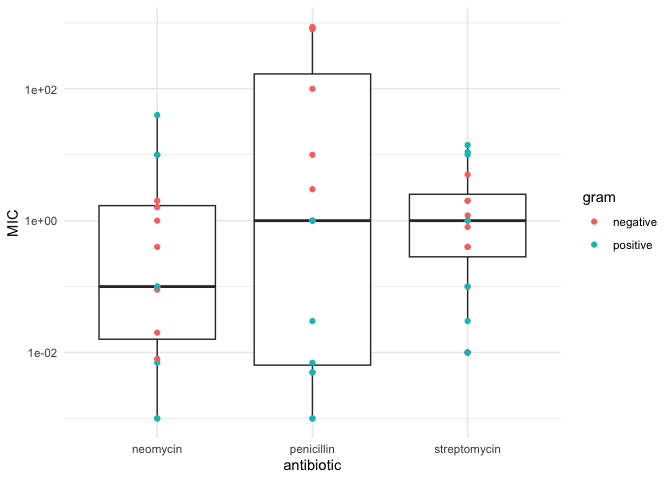 MIC
1e+02
1e+00
1e-02
neomycin
penicillin
streptomycin
antibiotic
gram
negative
positive